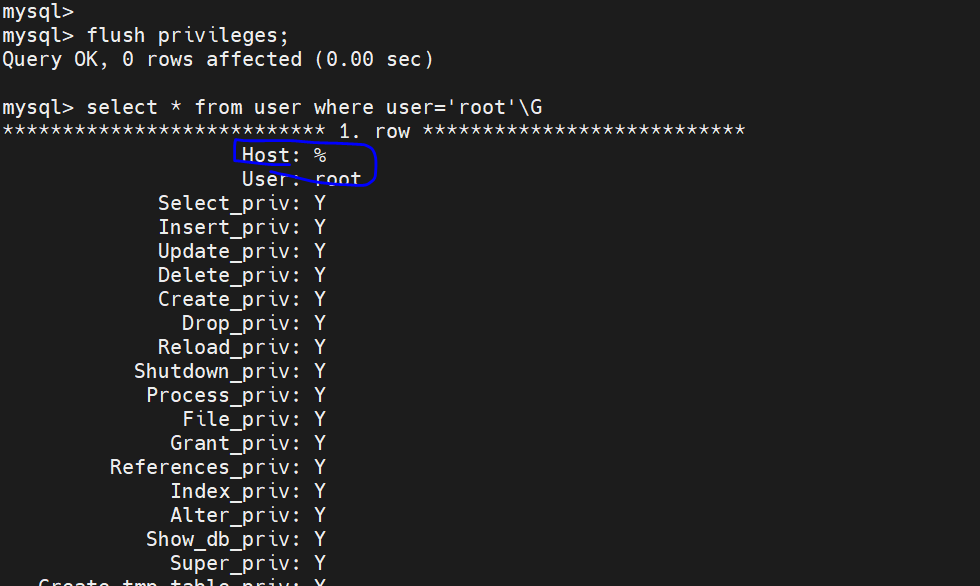 mysql>
mysql> flush privileges;
Query OK, 0 rows affected (0.00 sec)
mysql> select * from user where user='root'\G
*************************** 1. row ***************************
Host: %
User: root
Select_priv: Y
Insert_priv: Y
Update_priv: Y
Delete_priv: Y
Create_priv: Y
Drop_priv: Y
Reload_priv: Y
Shutdown_priv: Y
Process_priv: Y
File_priv: Y
Grant_priv: Y
References_priv: Y
Index_priv: Y
Alter_priv: Y
Show_db_priv: Y
Super_priv: Y
Create_tmp_table_priv: Y